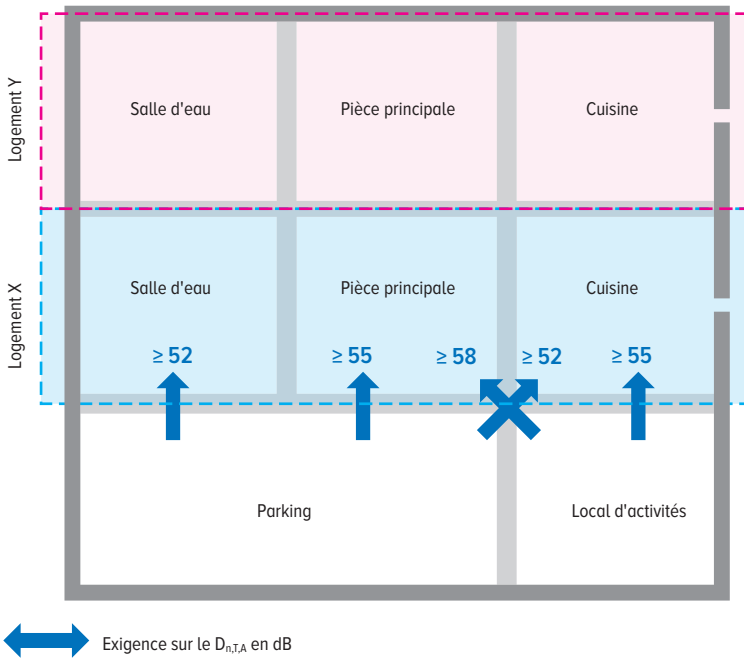 Logement Y
Salle d'eau
Pièce principale
Cuisine
Logement X
Salle d'eau
Pièce principale
Cuisine
≥ 52
≥ 55
≥ 58
≥ 52
≥ 55
Parking
Local d'activités
Exigence sur le Dn,T,A en dB